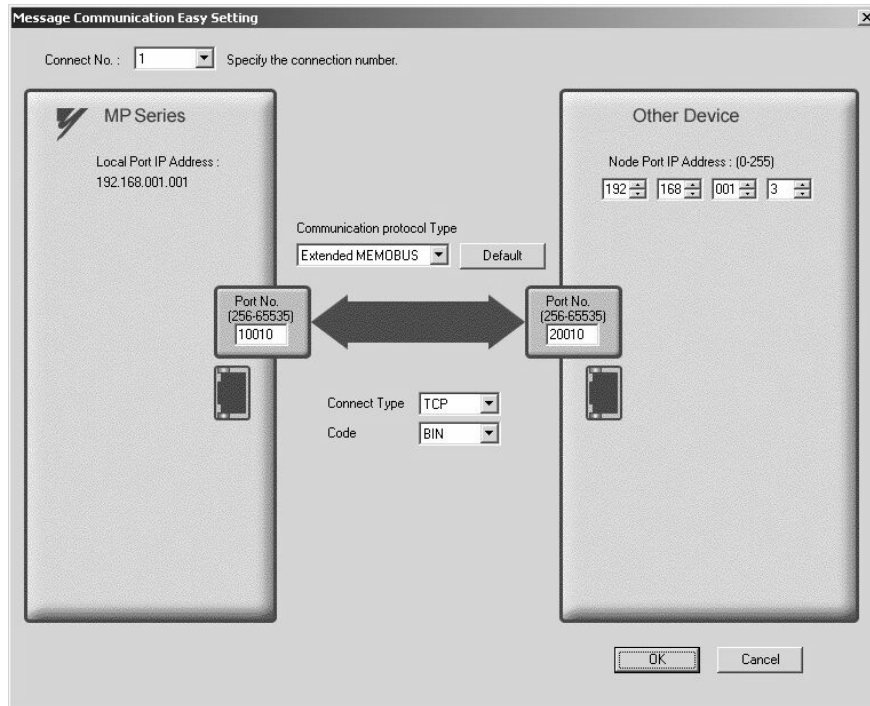 Message Communication Easy Setting
Connect No. : 1 Specify the connection number.
MP Series
Local Port IP Address :
192.168.001.001
Other Device
Node Port IP Address : (0-255)
192 168 001 3
Communication protocol Type
Extended MEMOBUS Default
Port No.
(256-65535)
10010
Port No.
(256-65535)
20010
Connect Type TCP
Code BIN
OK Cancel